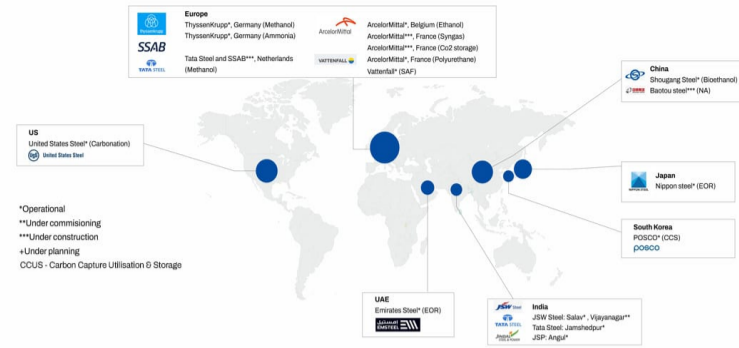 Europe
ThyssenKrupp*, Germany (Methanol)
ThyssenKrupp*, Germany (Ammonia)
SSAB
Tata Steel and SSAB***, Netherlands
(Methanol)
TATA STEEL
ArcelorMittal
ArcelorMittal*, Belgium (Ethanol)
ArcelorMittal***, France (Syngas)
ArcelorMittal***, France (Co2 storage)
ArcelorMittal*, France (Polyurethane)
VATTENFALL
Vattenfall* (SAF)
China
Shougang Steel* (Bioethanol)
Baotou steel*** (NA)
US
United States Steel* (Carbonation)
United States Steel
Japan
Nippon steel* (EOR)
NIPPON STEEL
South Korea
POSCO* (CCS)
posco
*Operational
**Under commisioning
***Under construction
+Under planning
CCUS - Carbon Capture Utilisation & Storage
UAE
Emirates Steel* (EOR)
EMSTEEL
India
JSW Steel
JSW Steel: Salav* , Vijayanagar**
TATA STEEL
Tata Steel: Jamshedpur*
JINDAL
JSP: Angul*